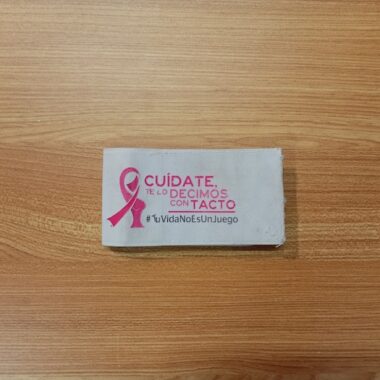 CUÍDATE,
TE LO DECIMOS
CON TACTO
#TuVidaNoEsUnJuego